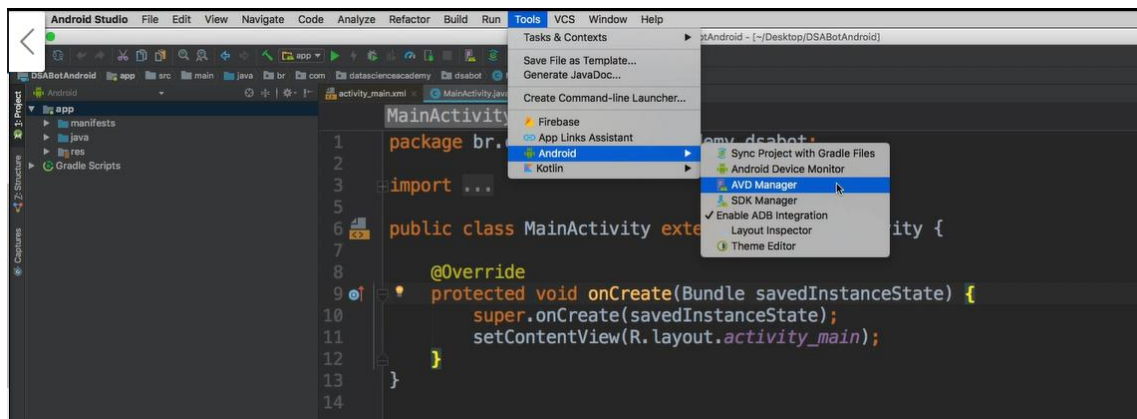 Android Studio File Edit View Navigate Code Analyze Refactor Build Run Tools VCS Window Help
Tasks & Contexts
[~/Desktop/DSABotAndroid]
app
Save File as Template...
Generate JavaDoc...
DSABotAndroid app src main java br com datascienceacademy dsabot
Create Command-line Launcher...
1: Project
Z: Structure
Captures
Android
app
manifests
java
res
Gradle Scripts
activity_main.xml MainActivity.java
MainActivity
Firebase
App Links Assistant
Android
Kotlin
Sync Project with Gradle Files
Android Device Monitor
AVD Manager
SDK Manager
Enable ADB Integration
Layout Inspector
Theme Editor
1 package br.
2
3 import ...
5
6 public class MainActivity exte ity {
7
8 @Override
9 protected void onCreate(Bundle savedInstanceState) {
10 super.onCreate(savedInstanceState);
11 setContentView(R.layout.activity_main);
12 }
13 }
14